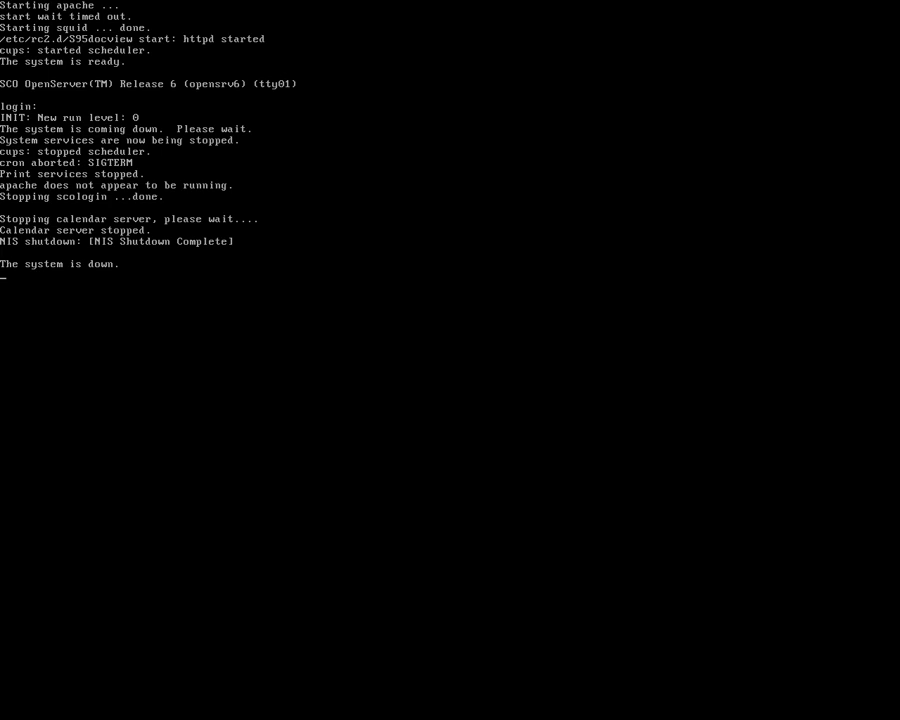 Starting apache ...
start wait timed out.
Starting squid ... done.
/etc/rc2.d/S95docview start: httpd started
cups: started scheduler.
The system is ready.
SCO OpenServer(TM) Release 6 (opensrv6) (tty01)
login:
INIT: New run level: 0
The system is coming down.  Please wait.
System services are now being stopped.
cups: stopped scheduler.
cron aborted: SIGTERM
Print services stopped.
apache does not appear to be running.
Stopping scologin ...done.
Stopping calendar server, please wait....
Calendar server stopped.
NIS shutdown: [NIS Shutdown Complete]
The system is down.